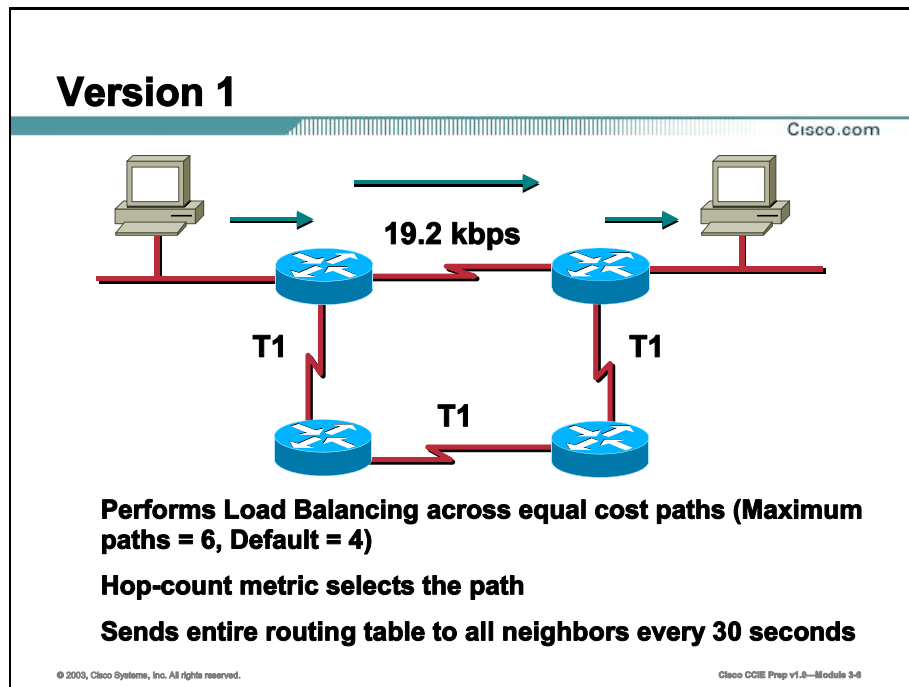 Version 1
Cisco.com
19.2 kbps
T1
T1
T1
Performs Load Balancing across equal cost paths (Maximum
paths = 6, Default = 4)
Hop-count metric selects the path
Sends entire routing table to all neighbors every 30 seconds
© 2003, Cisco Systems, Inc. All rights reserved.
Cisco CCIE Prep v1.0—Module 3-6